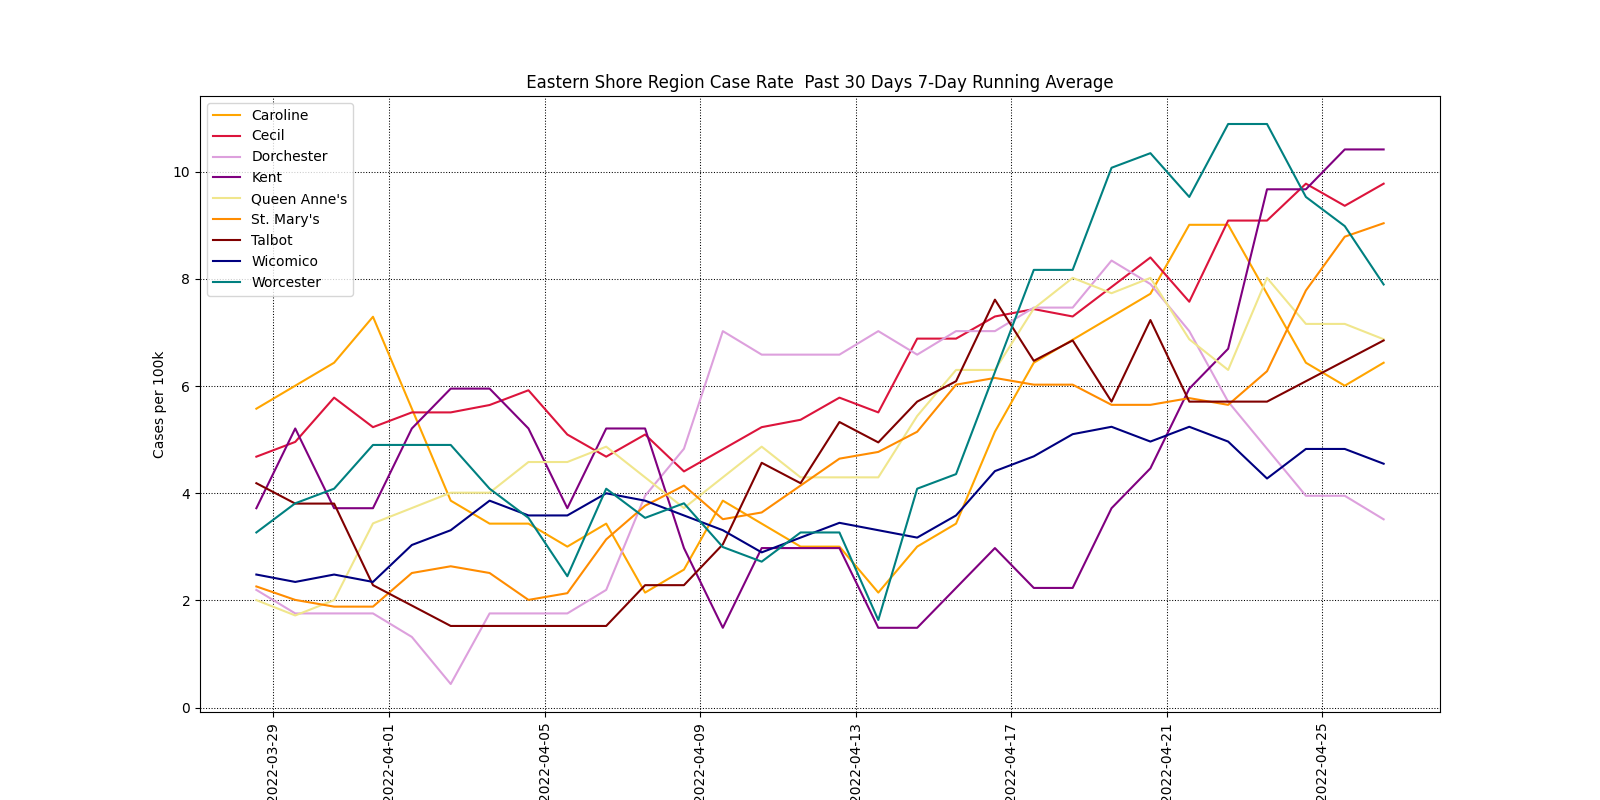 Eastern Shore Region Case Rate  Past 30 Days 7-Day Running Average
Caroline
Cecil
Dorchester
Kent
Queen Anne's
St. Mary's
Talbot
Wicomico
Worcester
Cases per 100k
10
8
6
4
2
0
2022-03-29
2022-04-01
2022-04-05
2022-04-09
2022-04-13
2022-04-17
2022-04-21
2022-04-25